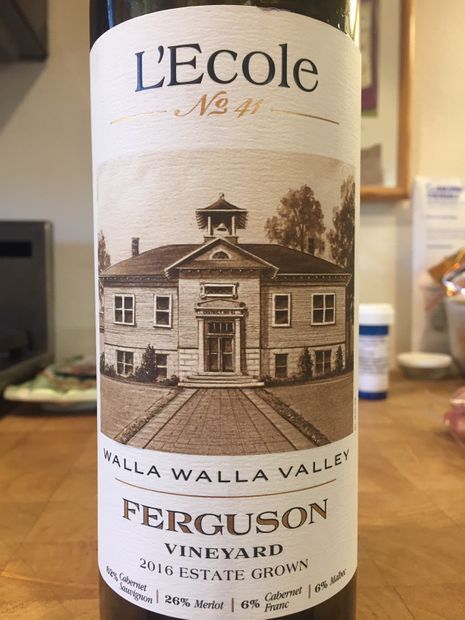 L'Ecole
No 41
WALLA WALLA VALLEY
FERGUSON
VINEYARD
2016 ESTATE GROWN
62% Cabernet Sauvignon | 26% Merlot | 6% Cabernet Franc | 6% Malbec